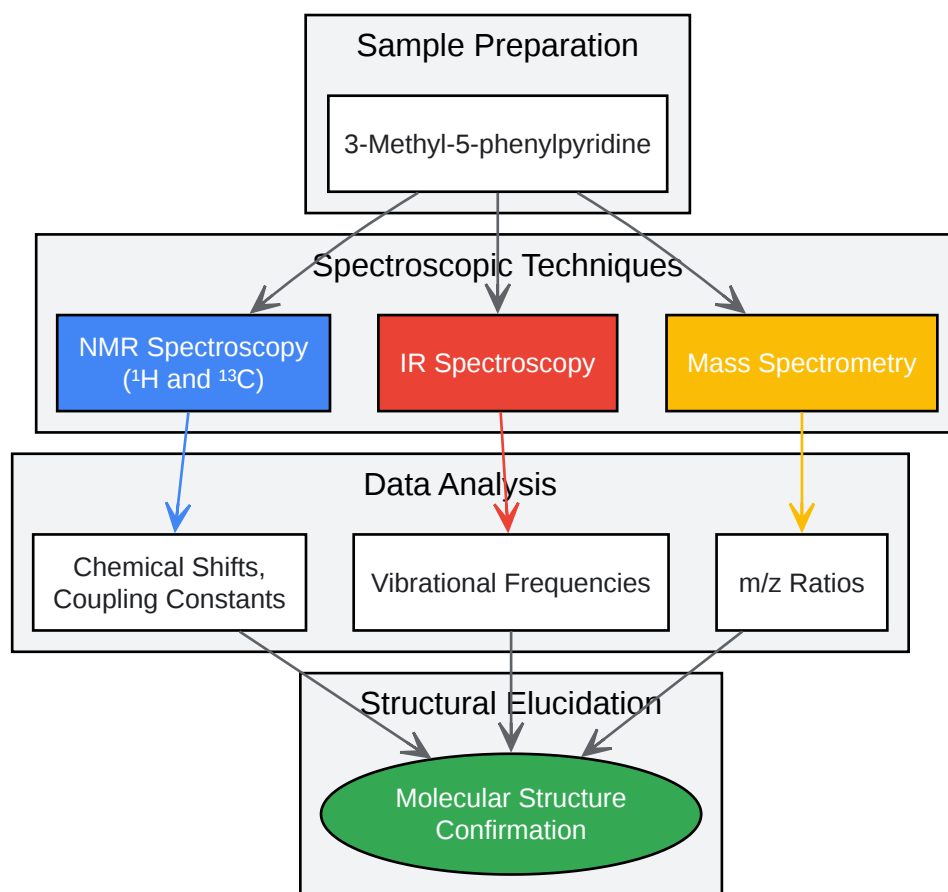 Sample Preparation
3-Methyl-5-phenylpyridine
Spectroscopic Techniques
NMR Spectroscopy
(¹H and ¹³C)
IR Spectroscopy
Mass Spectrometry
Data Analysis
Chemical Shifts,
Coupling Constants
Vibrational Frequencies
m/z Ratios
Structural Elucidation
Molecular Structure
Confirmation